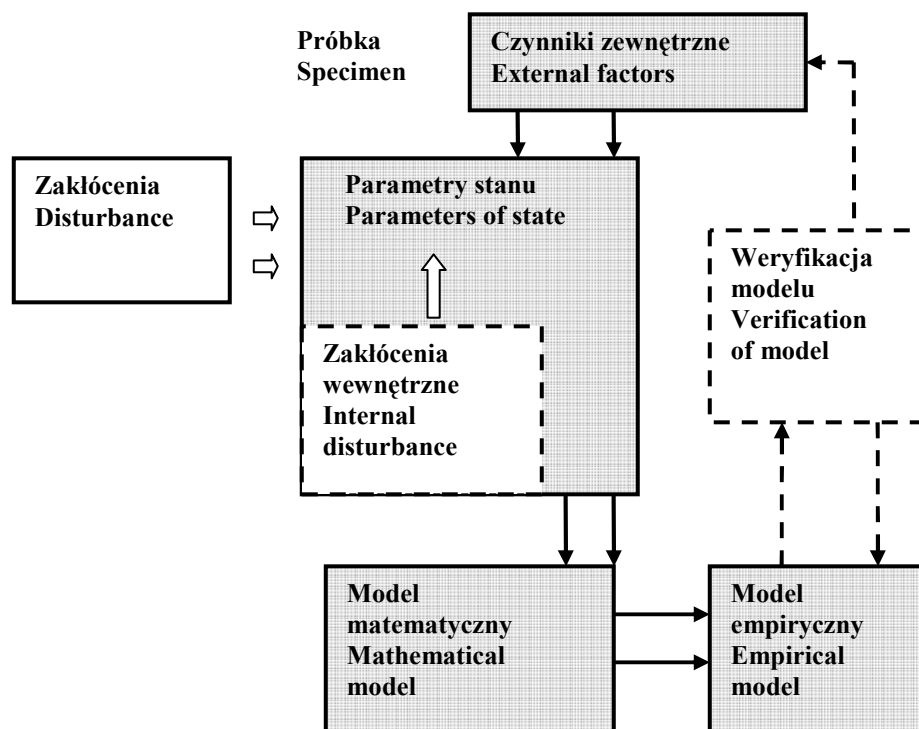 Próbka
Specimen
Czynniki zewnętrzne
External factors
Zakłócenia
Disturbance
Parametry stanu
Parameters of state
Weryfikacja
modelu
Verification
of model
Zakłócenia
wewnętrzne
Internal
disturbance
Model
matematyczny
Mathematical
model
Model
empiryczny
Empirical
model